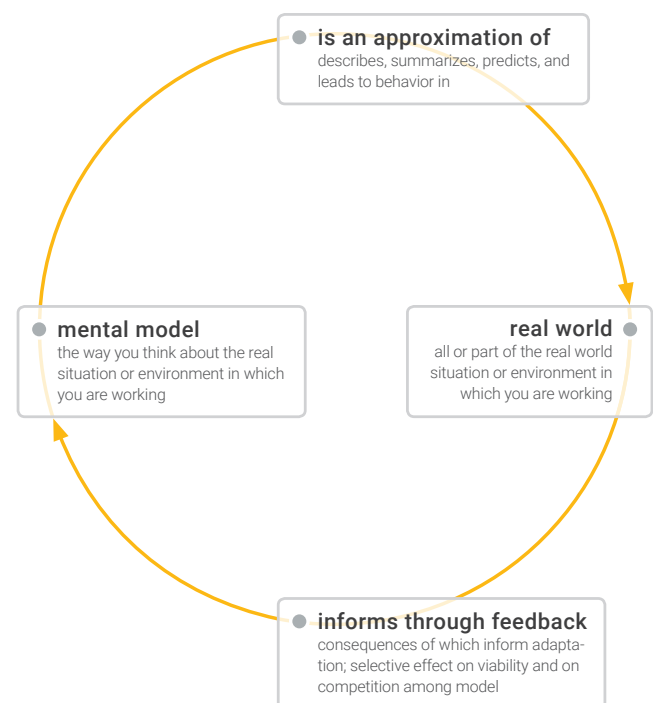 is an approximation of
describes, summarizes, predicts, and
leads to behavior in
mental model
the way you think about the real
situation or environment in which
you are working
real world
all or part of the real world
situation or environment in
which you are working
informs through feedback
consequences of which inform adapta-
tion; selective effect on viability and on
competition among model